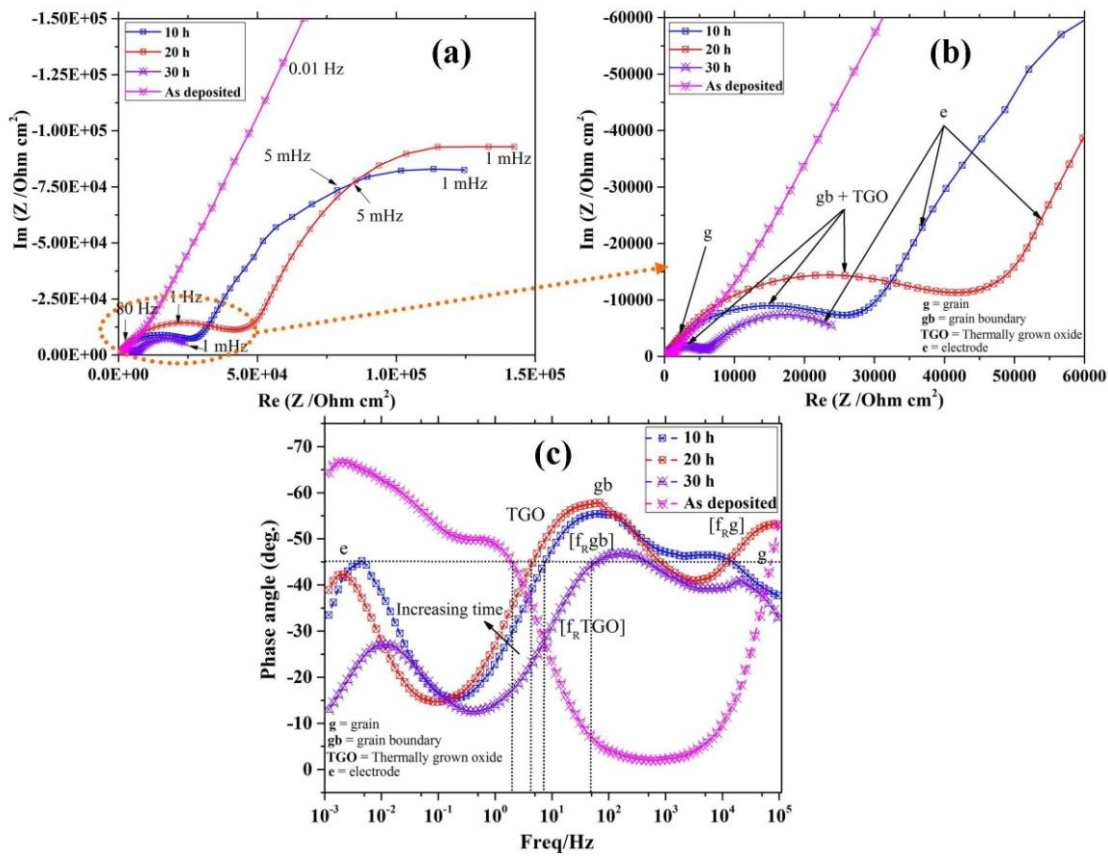 (a)
10 h
20 h
30 h
As deposited
0.01 Hz
5 mHz
1 mHz
1 mHz
5 mHz
80 Hz
1 Hz
1 mHz
-1.50E+05
-1.25E+05
-1.00E+05
-7.50E+04
-5.00E+04
-2.50E+04
0.00E+00
Im (Z /Ohm cm²)
0.0E+00
5.0E+04
1.0E+05
1.5E+05
Re (Z /Ohm cm²)
(b)
10 h
20 h
30 h
As deposited
e
gb + TGO
g
g = grain
gb = grain boundary
TGO = Thermally grown oxide
e = electrode
-60000
-50000
-40000
-30000
-20000
-10000
0
Im (Z /Ohm cm²)
0
10000
20000
30000
40000
50000
60000
Re (Z /Ohm cm²)
(c)
10 h
20 h
30 h
As deposited
gb
TGO
[fRg]
[fRgb]
g
e
Increasing time
[fRTGO]
g = grain
gb = grain boundary
TGO = Thermally grown oxide
e = electrode
-70
-60
-50
-40
-30
-20
-10
0
Phase angle (deg.)
10⁻³
10⁻²
10⁻¹
10⁰
10¹
10²
10³
10⁴
10⁵
Freq/Hz